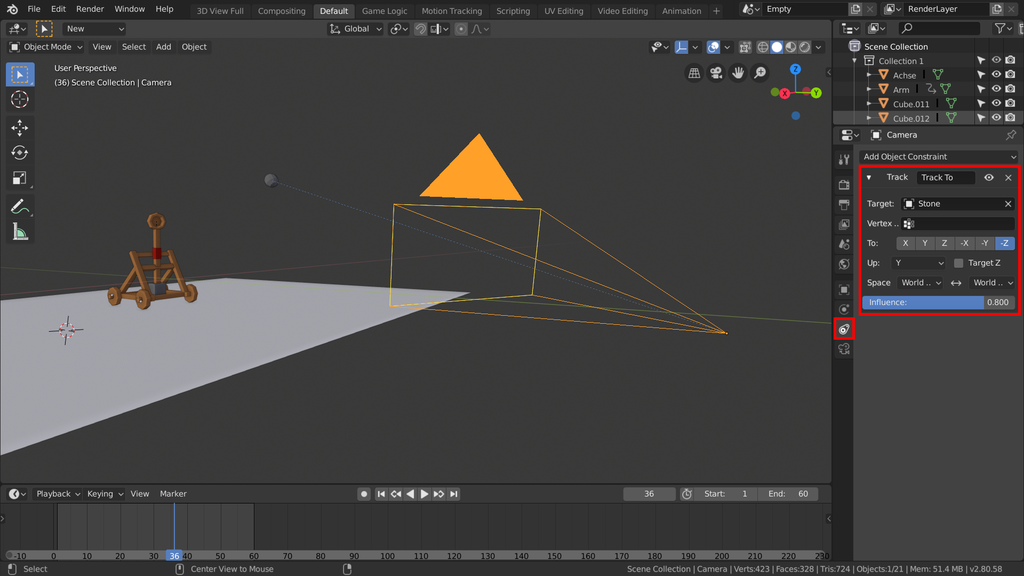 File Edit Render Window Help
3D View Full Compositing Default Game Logic Motion Tracking Scripting UV Editing Video Editing Animation +
Empty
RenderLayer
New
Global
Object Mode View Select Add Object
User Perspective
(36) Scene Collection | Camera
Z
X
Y
Scene Collection
Collection 1
Achse
Arm
Cube.011
Cube.012
Camera
Add Object Constraint
Track Track To
Target: Stone
Vertex ..
To: X Y Z -X -Y -Z
Up: Y Target Z
Space World .. World ..
Influence: 0.800
Playback Keying View Marker
36 Start: 1 End: 60
-10 0 10 20 30 36 40 50 60 70 80 90 100 110 120 130 140 150 160 170 180 190 200 210 220 230
Select Center View to Mouse
Scene Collection | Camera | Verts:423 | Faces:328 | Tris:724 | Objects:1/21 | Mem: 51.4 MB | v2.80.58